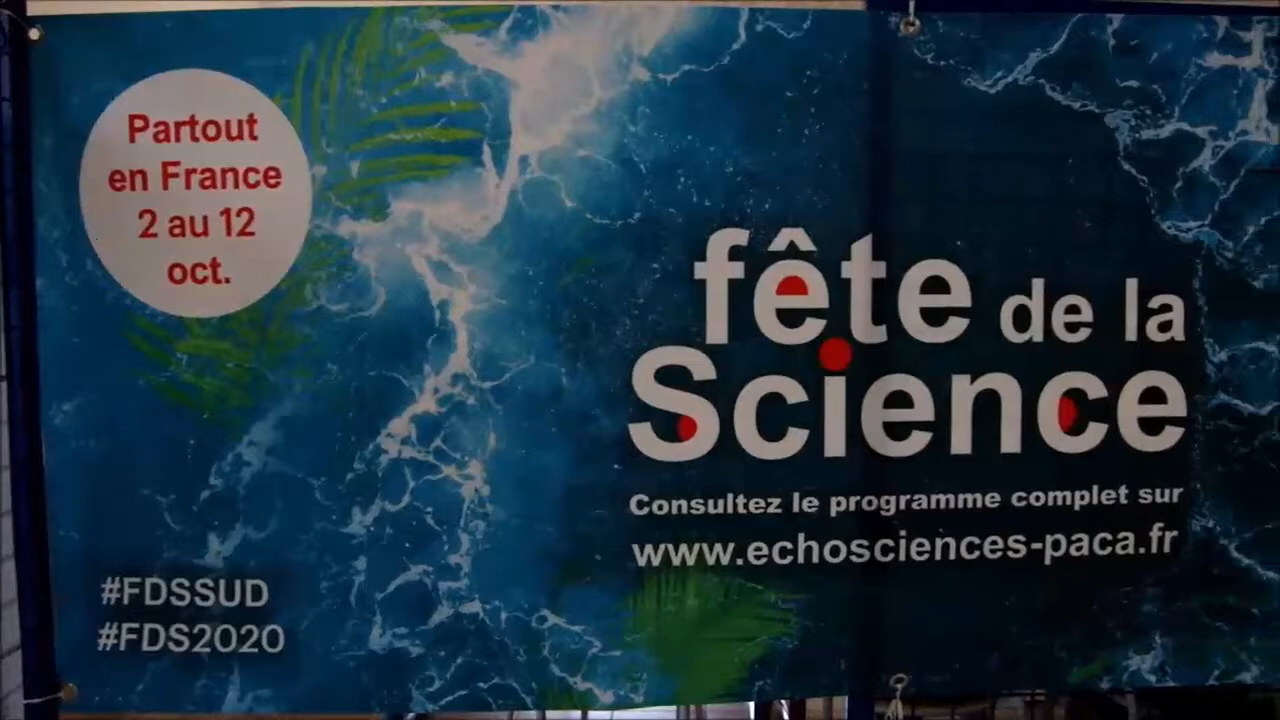 Partout
en France
2 au 12
oct.
fête de la
Science
Consultez le programme complet sur
www.echosciences-paca.fr
#FDSSUD
#FDS2020